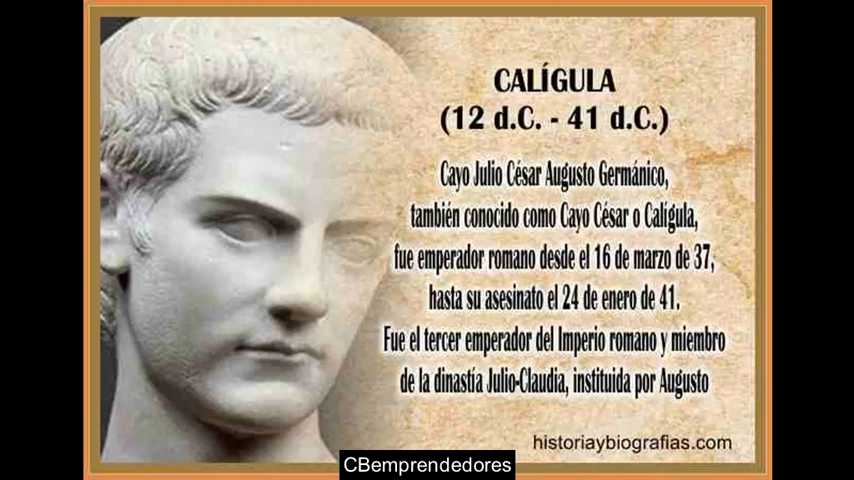 CALÍGULA
(12 d.C. - 41 d.C.)
Cayo Julio César Augusto Germánico,
también conocido como Cayo César o Calígula,
fue emperador romano desde el 16 de marzo de 37,
hasta su asesinato el 24 de enero de 41.
Fue el tercer emperador del Imperio romano y miembro
de la dinastía Julio-Claudia, instituida por Augusto
historiaybiografias.com
CBemprendedores